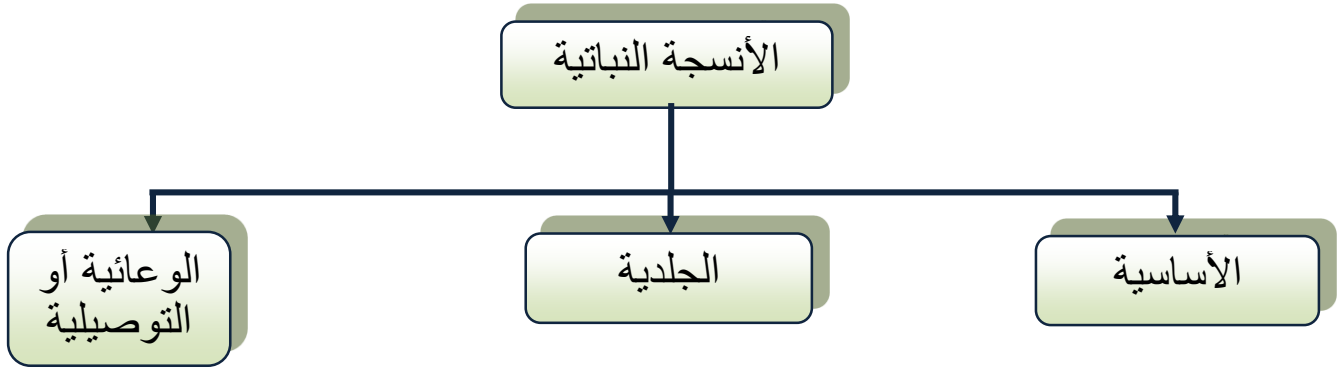 الأنسجة النباتية
الأساسية
الجلدية
الوعائية أو
التوصيلية